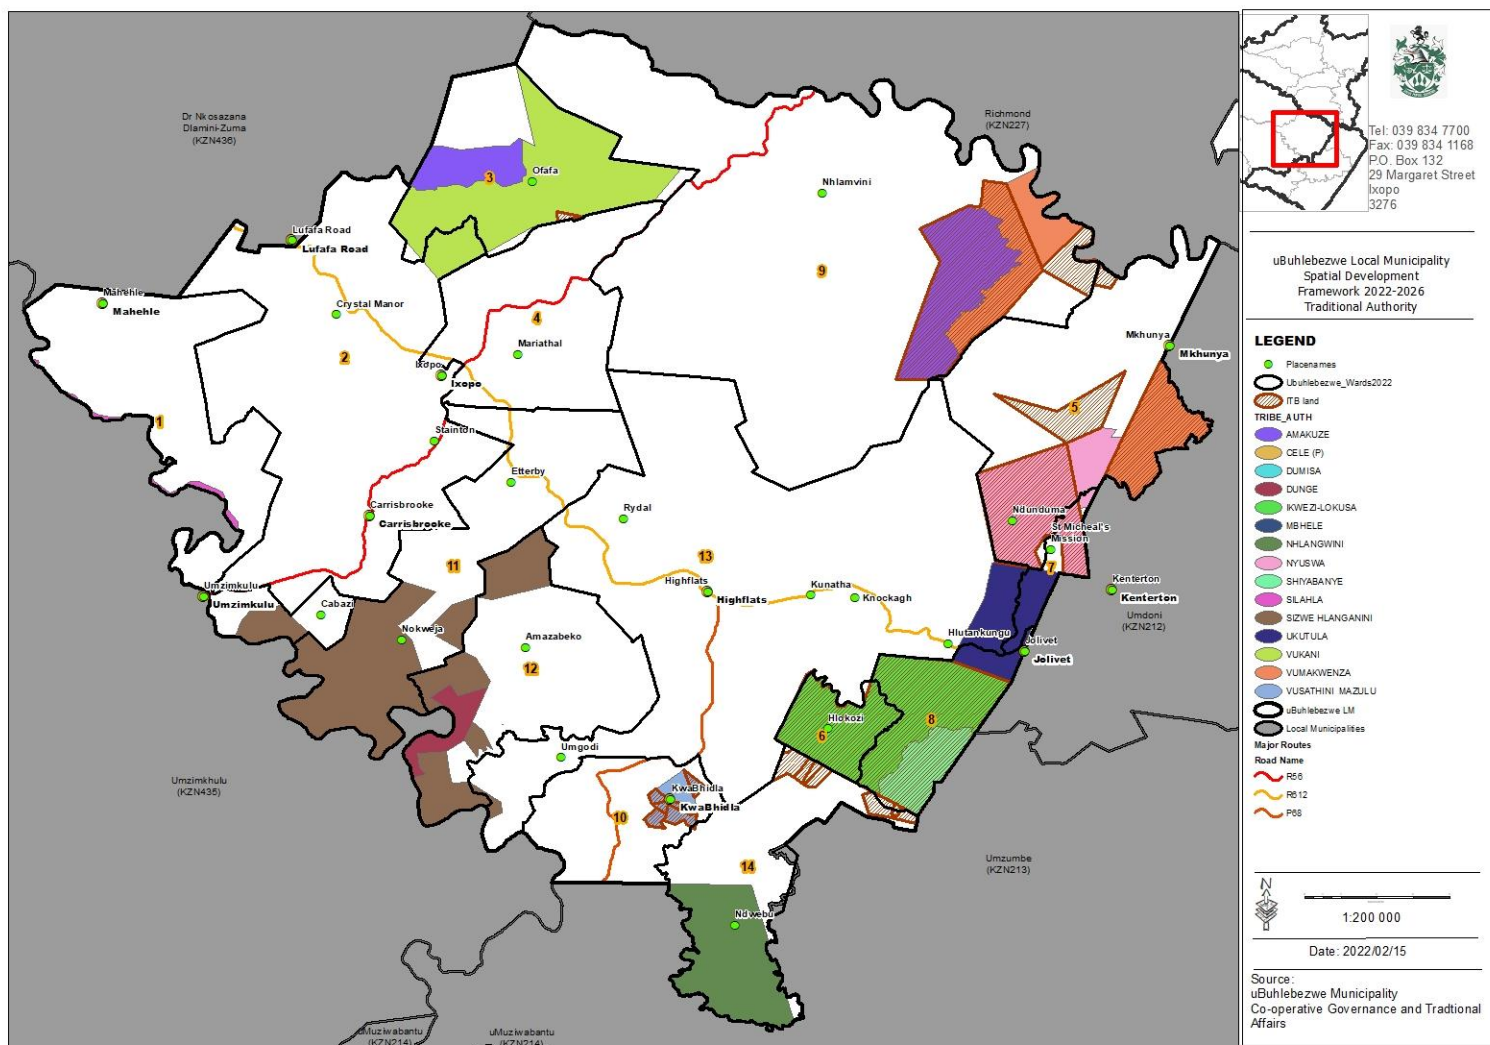 Dr Nkosazana
Dlamini-Zuma
(KZN436)
Richmond
(KZN227)
Ofafa
3
Nhlamvini
9
Lufafa Road
Lufafa Road
Mahehle
Mahehle
Crystal Manor
4
2
Mariathal
Ixopo
Ixopo
Mkhunya
Mkhunya
5
1
Stainton
Etterby
Carrisbrooke
Carrisbrooke
Rydal
Ndunduma
St Micheal's
Mission
7
11
13
Umzimkulu
Umzimkulu
Cabazi
Highflats
Highflats
Kunatha
Knockagh
Kenterton
Kenterton
Umdoni
(KZN212)
Nokweja
Amazabeko
12
Hlutankungu
Jolivet
Jolivet
Hlokozi
6
8
Umgodi
Umzimkhulu
(KZN435)
KwaBhidla
KwaBhidla
10
14
Umzumbe
(KZN213)
Ndwebu
uMuziwabantu
(KZN214)
uMuziwabantu
(KZN214)
Tel: 039 834 7700
Fax: 039 834 1168
P.O. Box 132
29 Margaret Street
Ixopo
3276
uBuhlebezwe Local Municipality
Spatial Development
Framework 2022-2026
Traditional Authority
LEGEND
Placenames
Ubuhlebezwe_Wards2022
ITB land
TRIBE_AUTH
AMAKUZE
CELE (P)
DUMISA
DUNGE
IKWEZI-LOKUSA
MBHELE
NHLANGWINI
NYUSWA
SHIYABANYE
SILAHLA
SIZWE HLANGANINI
UKUTULA
VUKANI
VUMAKWENZA
VUSATHINI MAZULU
uBuhlebezwe LM
Local Municipalities
Major Routes
Road Name
R56
R612
P68
N
1:200 000
Date: 2022/02/15
Source:
uBuhlebezwe Municipality
Co-operative Governance and Tradtional
Affairs